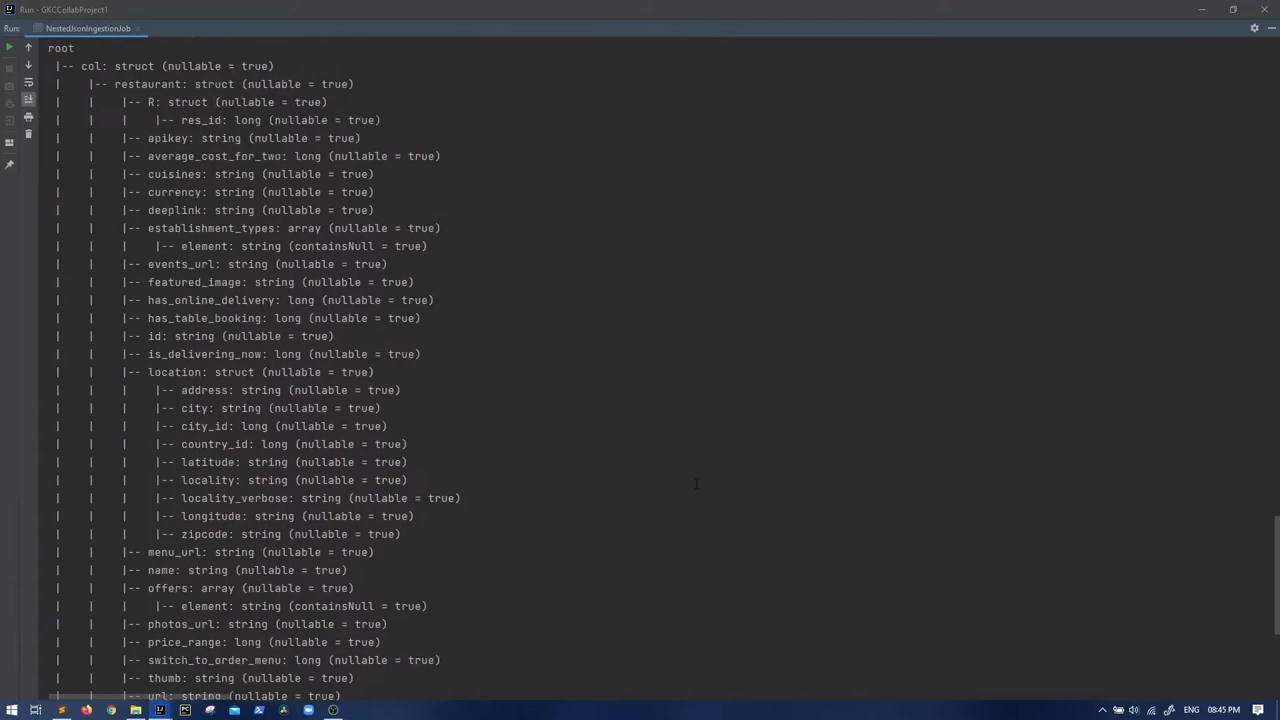 Run - GKCCollabProject1
Run: NestedJsonIngestionJob
root
 |-- col: struct (nullable = true)
 |    |-- restaurant: struct (nullable = true)
 |    |    |-- R: struct (nullable = true)
 |    |    |    |-- res_id: long (nullable = true)
 |    |    |-- apikey: string (nullable = true)
 |    |    |-- average_cost_for_two: long (nullable = true)
 |    |    |-- cuisines: string (nullable = true)
 |    |    |-- currency: string (nullable = true)
 |    |    |-- deeplink: string (nullable = true)
 |    |    |-- establishment_types: array (nullable = true)
 |    |    |    |-- element: string (containsNull = true)
 |    |    |-- events_url: string (nullable = true)
 |    |    |-- featured_image: string (nullable = true)
 |    |    |-- has_online_delivery: long (nullable = true)
 |    |    |-- has_table_booking: long (nullable = true)
 |    |    |-- id: string (nullable = true)
 |    |    |-- is_delivering_now: long (nullable = true)
 |    |    |-- location: struct (nullable = true)
 |    |    |    |-- address: string (nullable = true)
 |    |    |    |-- city: string (nullable = true)
 |    |    |    |-- city_id: long (nullable = true)
 |    |    |    |-- country_id: long (nullable = true)
 |    |    |    |-- latitude: string (nullable = true)
 |    |    |    |-- locality: string (nullable = true)
 |    |    |    |-- locality_verbose: string (nullable = true)
 |    |    |    |-- longitude: string (nullable = true)
 |    |    |    |-- zipcode: string (nullable = true)
 |    |    |-- menu_url: string (nullable = true)
 |    |    |-- name: string (nullable = true)
 |    |    |-- offers: array (nullable = true)
 |    |    |    |-- element: string (containsNull = true)
 |    |    |-- photos_url: string (nullable = true)
 |    |    |-- price_range: long (nullable = true)
 |    |    |-- switch_to_order_menu: long (nullable = true)
 |    |    |-- thumb: string (nullable = true)
 |    |    |-- url: string (nullable = true)
ENG 08:45 PM